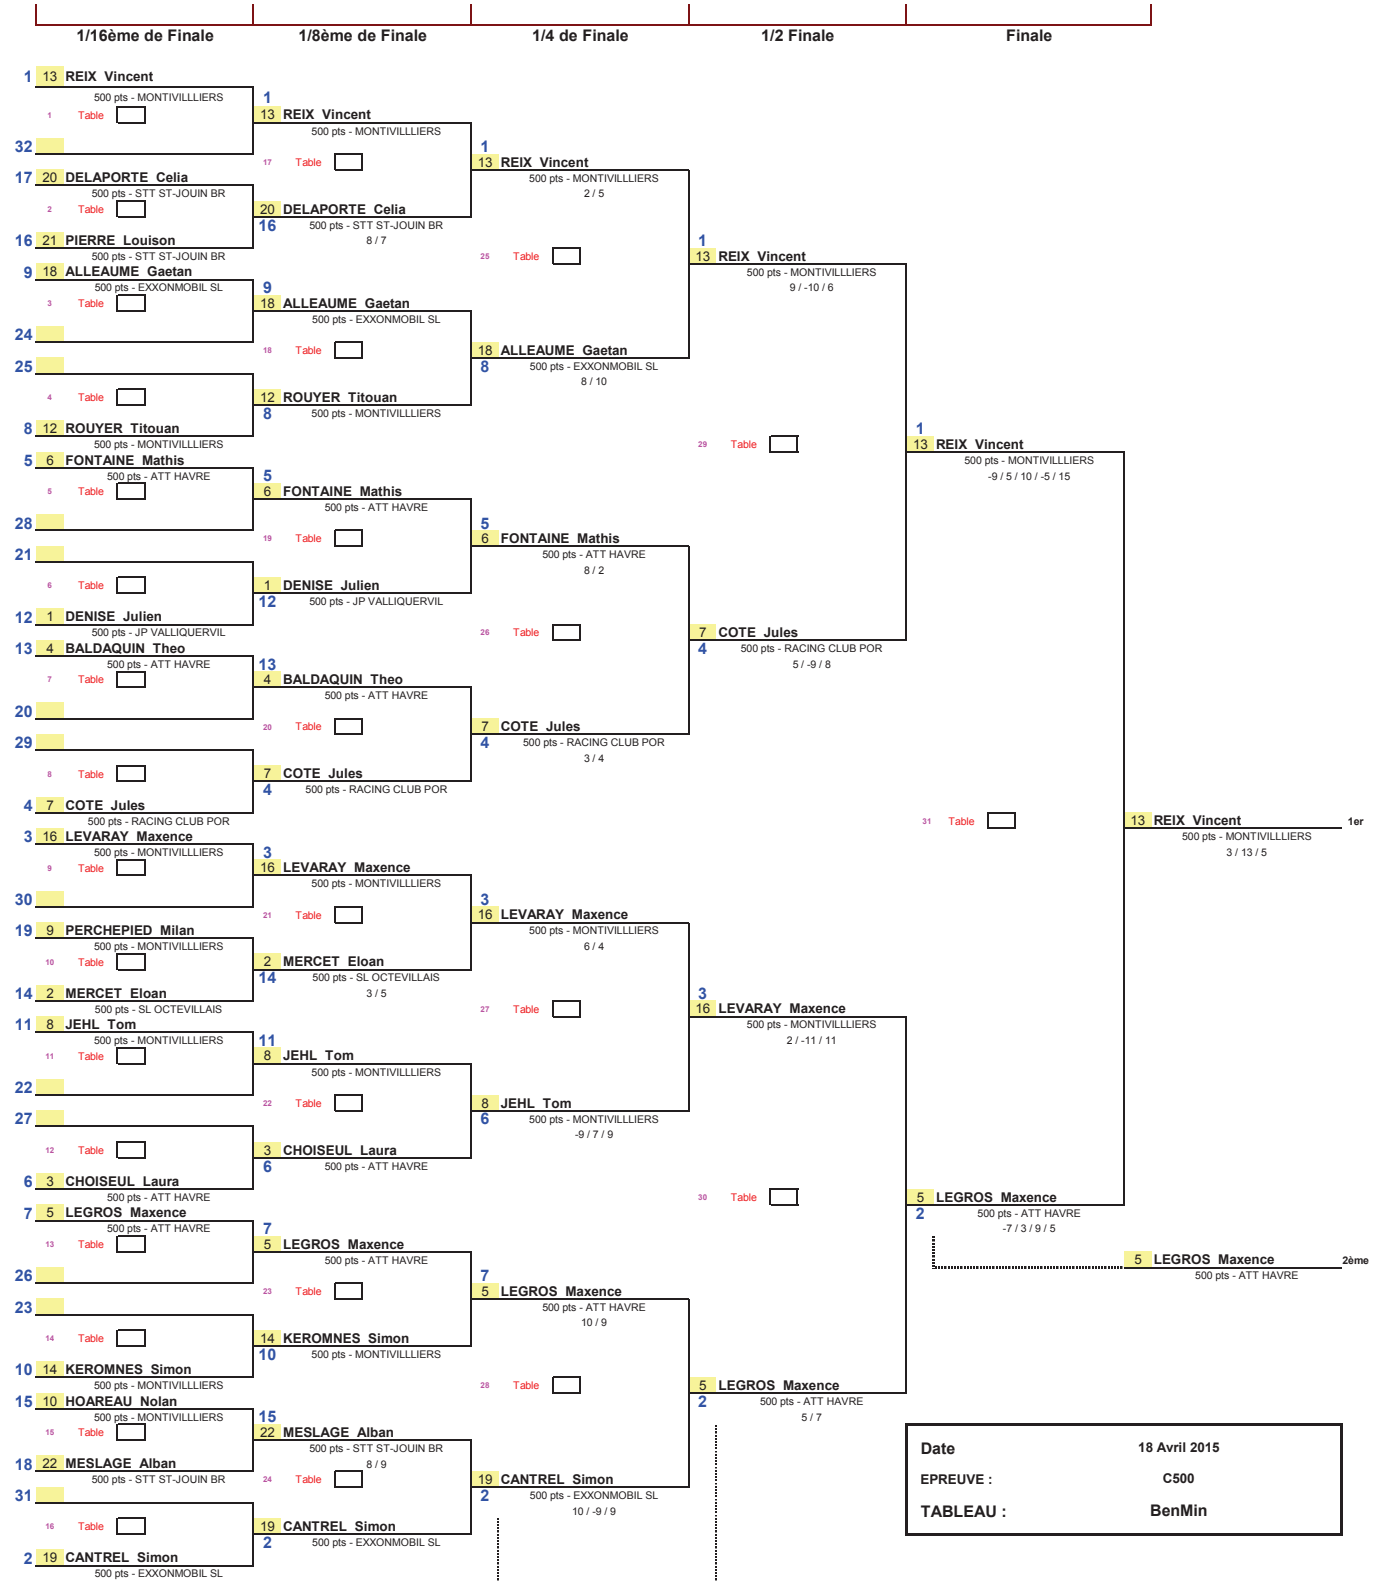 1/16ème de Finale
1/8ème de Finale
1/4 de Finale
1/2 Finale
Finale
1 13 REIX Vincent
500 pts - MONTIVILLLIERS
1 Table
32
17 20 DELAPORTE Celia
500 pts - STT ST-JOUIN BR
2 Table
16 21 PIERRE Louison
500 pts - STT ST-JOUIN BR
9 18 ALLEAUME Gaetan
500 pts - EXXONMOBIL SL
3 Table
24
25
4 Table
8 12 ROUYER Titouan
500 pts - MONTIVILLLIERS
5 6 FONTAINE Mathis
500 pts - ATT HAVRE
5 Table
28
21
6 Table
12 1 DENISE Julien
500 pts - JP VALLIQUERVIL
13 4 BALDAQUIN Theo
500 pts - ATT HAVRE
7 Table
20
29
8 Table
4 7 COTE Jules
500 pts - RACING CLUB POR
3 16 LEVARAY Maxence
500 pts - MONTIVILLLIERS
9 Table
30
19 9 PERCHEPIED Milan
500 pts - MONTIVILLLIERS
10 Table
14 2 MERCET Eloan
500 pts - SL OCTEVILLAIS
11 8 JEHL Tom
500 pts - MONTIVILLLIERS
11 Table
22
27
12 Table
6 3 CHOISEUL Laura
500 pts - ATT HAVRE
7 5 LEGROS Maxence
500 pts - ATT HAVRE
13 Table
26
23
14 Table
10 14 KEROMNES Simon
500 pts - MONTIVILLLIERS
15 10 HOAREAU Nolan
500 pts - MONTIVILLLIERS
15 Table
18 22 MESLAGE Alban
500 pts - STT ST-JOUIN BR
31
16 Table
2 19 CANTREL Simon
500 pts - EXXONMOBIL SL
1
13 REIX Vincent
500 pts - MONTIVILLLIERS
17 Table
20 DELAPORTE Celia
16 500 pts - STT ST-JOUIN BR
8 / 7
9
18 ALLEAUME Gaetan
500 pts - EXXONMOBIL SL
18 Table
12 ROUYER Titouan
8 500 pts - MONTIVILLLIERS
5
6 FONTAINE Mathis
500 pts - ATT HAVRE
19 Table
1 DENISE Julien
12 500 pts - JP VALLIQUERVIL
13
4 BALDAQUIN Theo
500 pts - ATT HAVRE
20 Table
7 COTE Jules
4 500 pts - RACING CLUB POR
3
16 LEVARAY Maxence
500 pts - MONTIVILLLIERS
21 Table
2 MERCET Eloan
14 500 pts - SL OCTEVILLAIS
3 / 5
11
8 JEHL Tom
500 pts - MONTIVILLLIERS
22 Table
3 CHOISEUL Laura
6 500 pts - ATT HAVRE
7
5 LEGROS Maxence
500 pts - ATT HAVRE
23 Table
14 KEROMNES Simon
10 500 pts - MONTIVILLLIERS
15
22 MESLAGE Alban
500 pts - STT ST-JOUIN BR
8 / 9
24 Table
19 CANTREL Simon
2 500 pts - EXXONMOBIL SL
1
13 REIX Vincent
500 pts - MONTIVILLLIERS
2 / 5
25 Table
18 ALLEAUME Gaetan
8 500 pts - EXXONMOBIL SL
8 / 10
5
6 FONTAINE Mathis
500 pts - ATT HAVRE
8 / 2
26 Table
7 COTE Jules
4 500 pts - RACING CLUB POR
3 / 4
3
16 LEVARAY Maxence
500 pts - MONTIVILLLIERS
6 / 4
27 Table
8 JEHL Tom
6 500 pts - MONTIVILLLIERS
-9 / 7 / 9
7
5 LEGROS Maxence
500 pts - ATT HAVRE
10 / 9
28 Table
19 CANTREL Simon
2 500 pts - EXXONMOBIL SL
10 / -9 / 9
1
13 REIX Vincent
500 pts - MONTIVILLLIERS
9 / -10 / 6
29 Table
7 COTE Jules
4 500 pts - RACING CLUB POR
5 / -9 / 8
3
16 LEVARAY Maxence
500 pts - MONTIVILLLIERS
2 / -11 / 11
30 Table
5 LEGROS Maxence
2 500 pts - ATT HAVRE
5 / 7
1
13 REIX Vincent
500 pts - MONTIVILLLIERS
-9 / 5 / 10 / -5 / 15
31 Table
5 LEGROS Maxence
2 500 pts - ATT HAVRE
-7 / 3 / 9 / 5
13 REIX Vincent 1er
500 pts - MONTIVILLLIERS
3 / 13 / 5
5 LEGROS Maxence 2ème
500 pts - ATT HAVRE
Date 18 Avril 2015
EPREUVE : C500
TABLEAU : BenMin